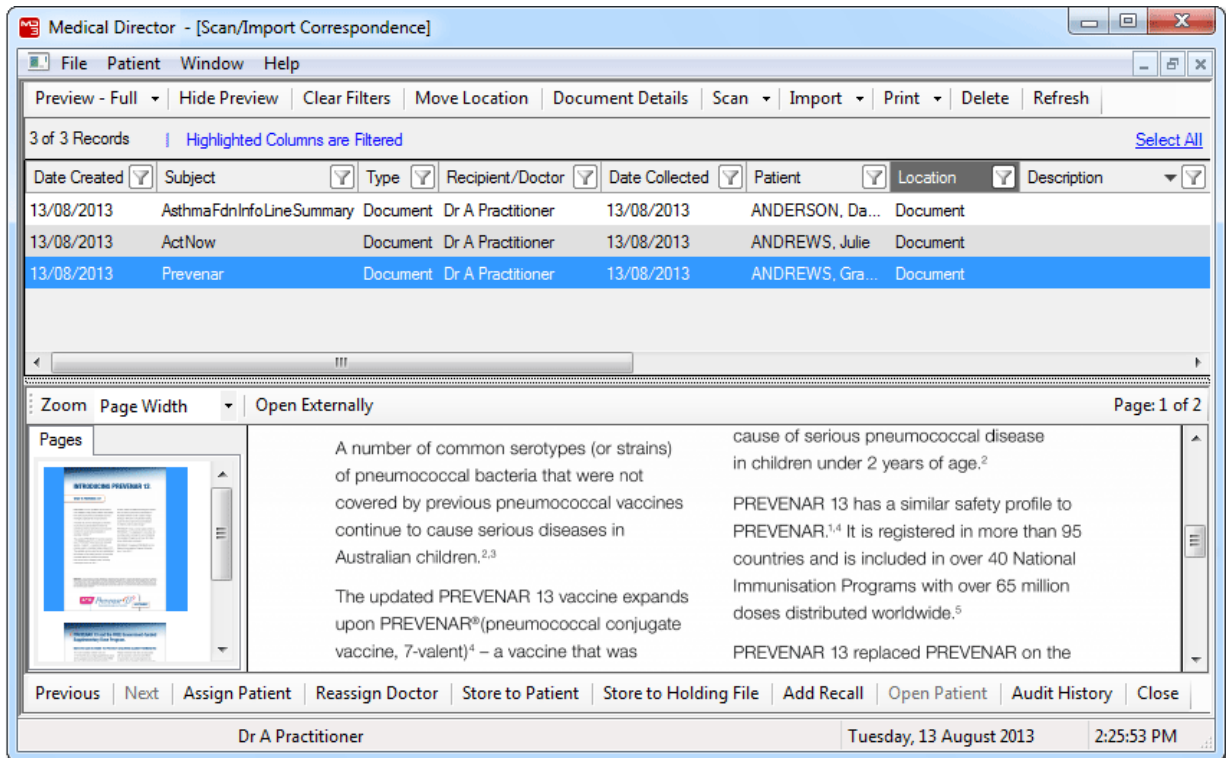 Medical Director - [Scan/Import Correspondence]
File Patient Window Help
Preview - Full Hide Preview Clear Filters Move Location Document Details Scan Import Print Delete Refresh
3 of 3 Records | Highlighted Columns are Filtered Select All
Date Created Subject Type Recipient/Doctor Date Collected Patient Location Description
13/08/2013 AsthmaFdnInfoLineSummary Document Dr A Practitioner 13/08/2013 ANDERSON, Da... Document
13/08/2013 ActNow Document Dr A Practitioner 13/08/2013 ANDREWS, Julie Document
13/08/2013 Prevenar Document Dr A Practitioner 13/08/2013 ANDREWS, Gra... Document
Zoom Page Width Open Externally Page: 1 of 2
Pages
INTRODUCING PREVENAR 13
A number of common serotypes (or strains)
of pneumococcal bacteria that were not
covered by previous pneumococcal vaccines
continue to cause serious diseases in
Australian children.2,3
The updated PREVENAR 13 vaccine expands
upon PREVENAR®(pneumococcal conjugate
vaccine, 7-valent)4 – a vaccine that was
cause of serious pneumococcal disease
in children under 2 years of age.2
PREVENAR 13 has a similar safety profile to
PREVENAR.1,4 It is registered in more than 95
countries and is included in over 40 National
Immunisation Programs with over 65 million
doses distributed worldwide.5
PREVENAR 13 replaced PREVENAR on the
Previous Next Assign Patient Reassign Doctor Store to Patient Store to Holding File Add Recall Open Patient Audit History Close
Dr A Practitioner Tuesday, 13 August 2013 2:25:53 PM